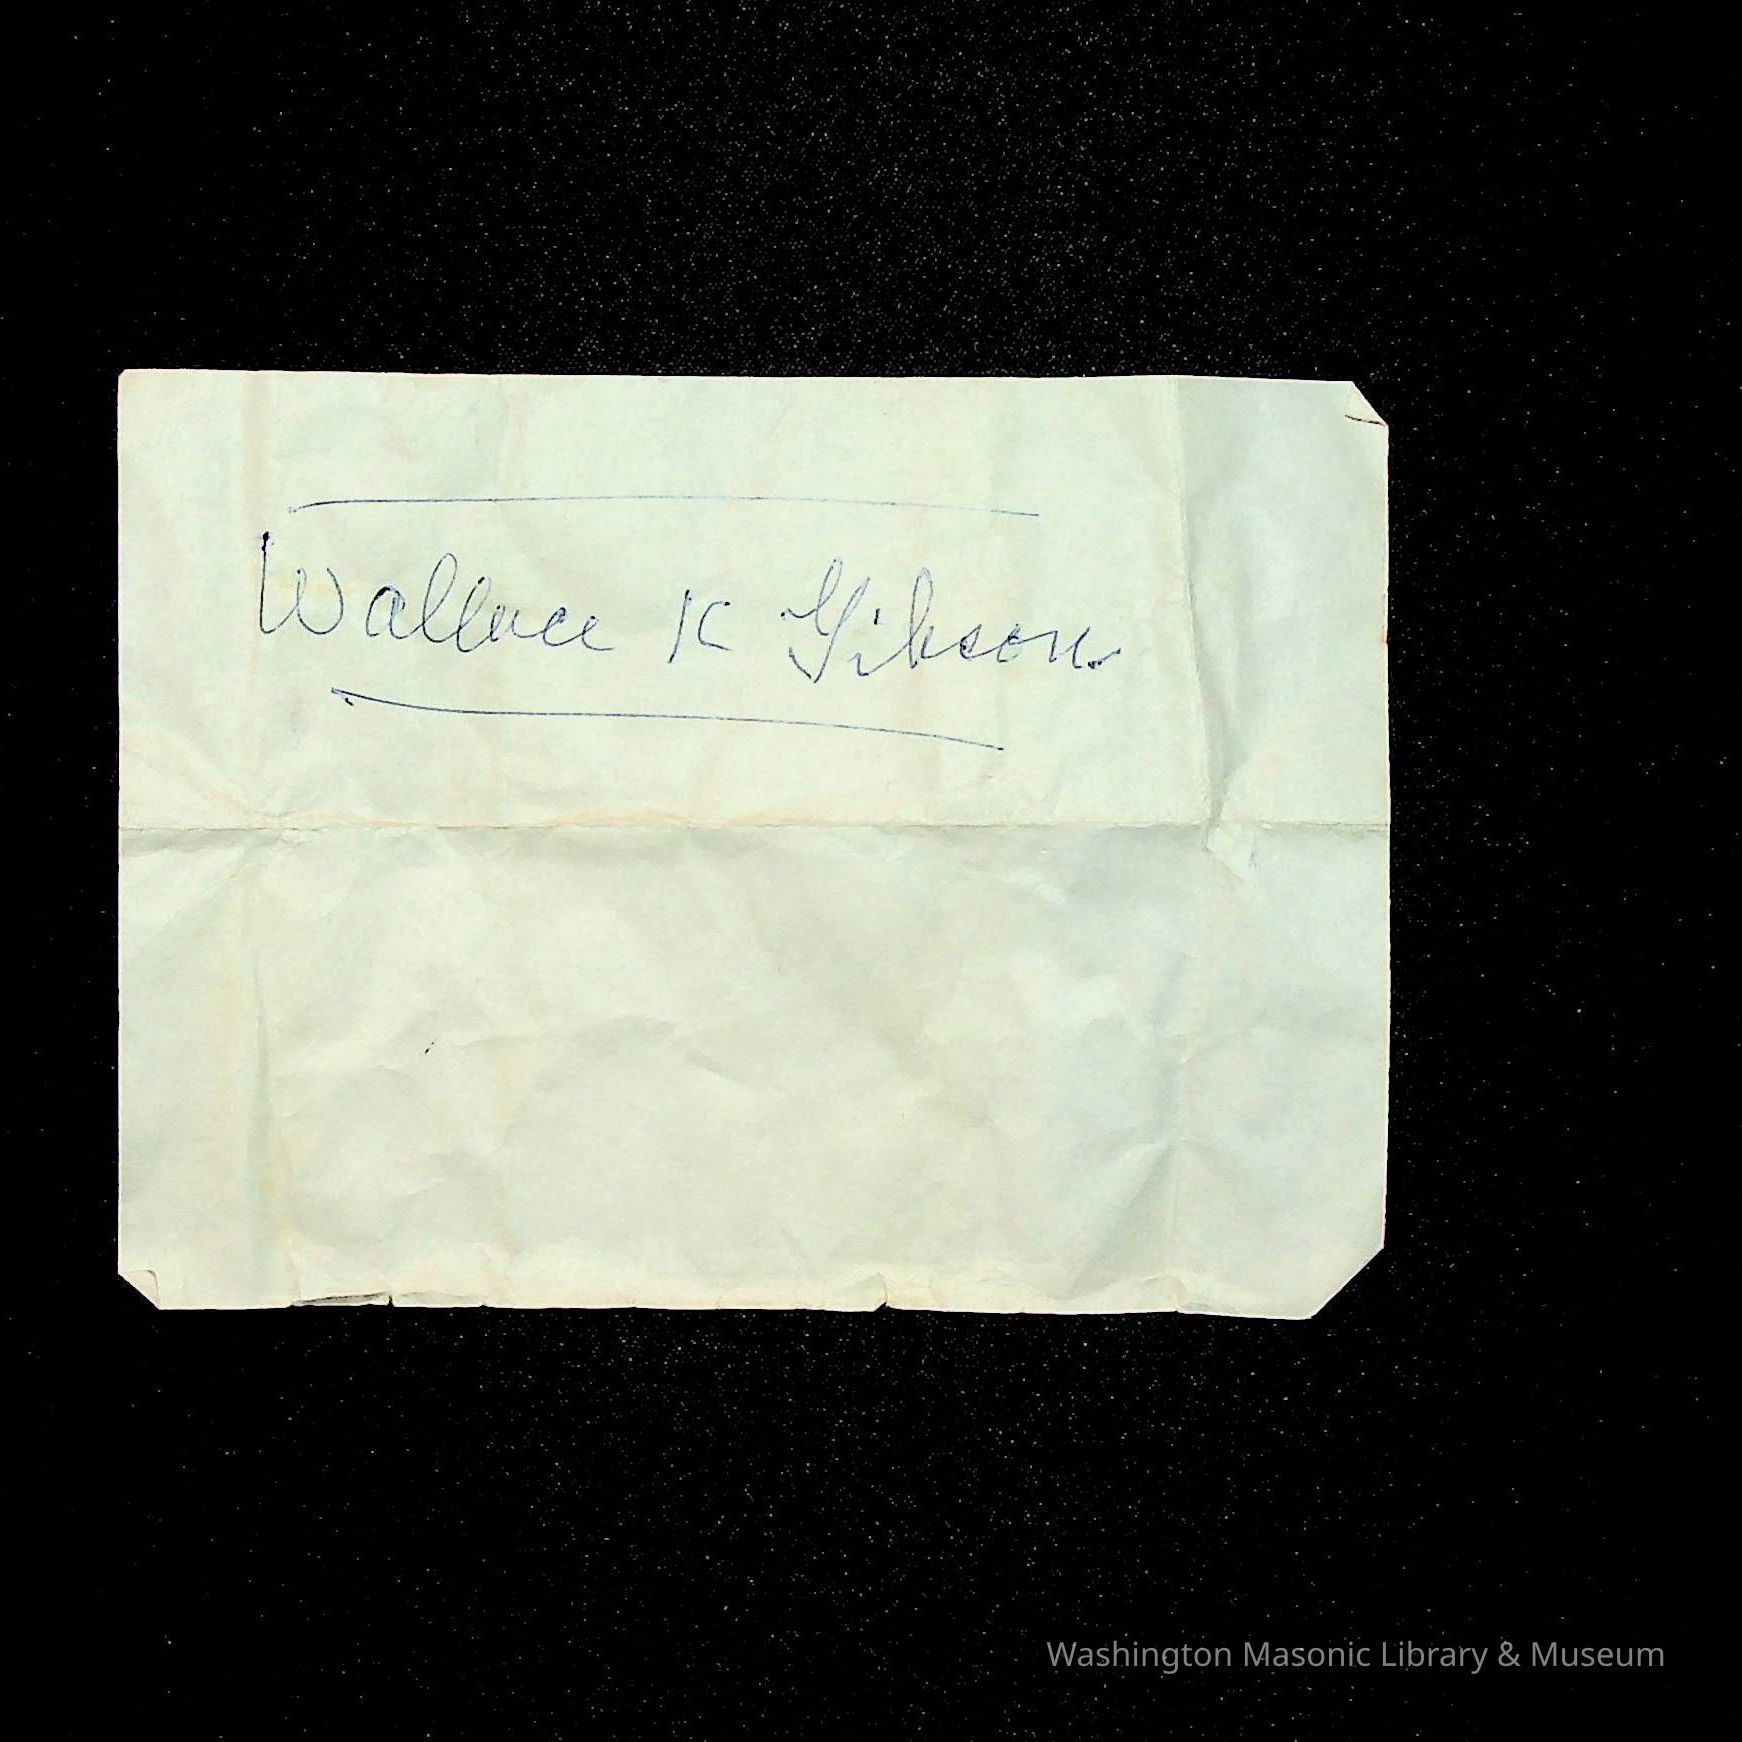 Wallace K Gibson
Washington Masonic Library & Museum